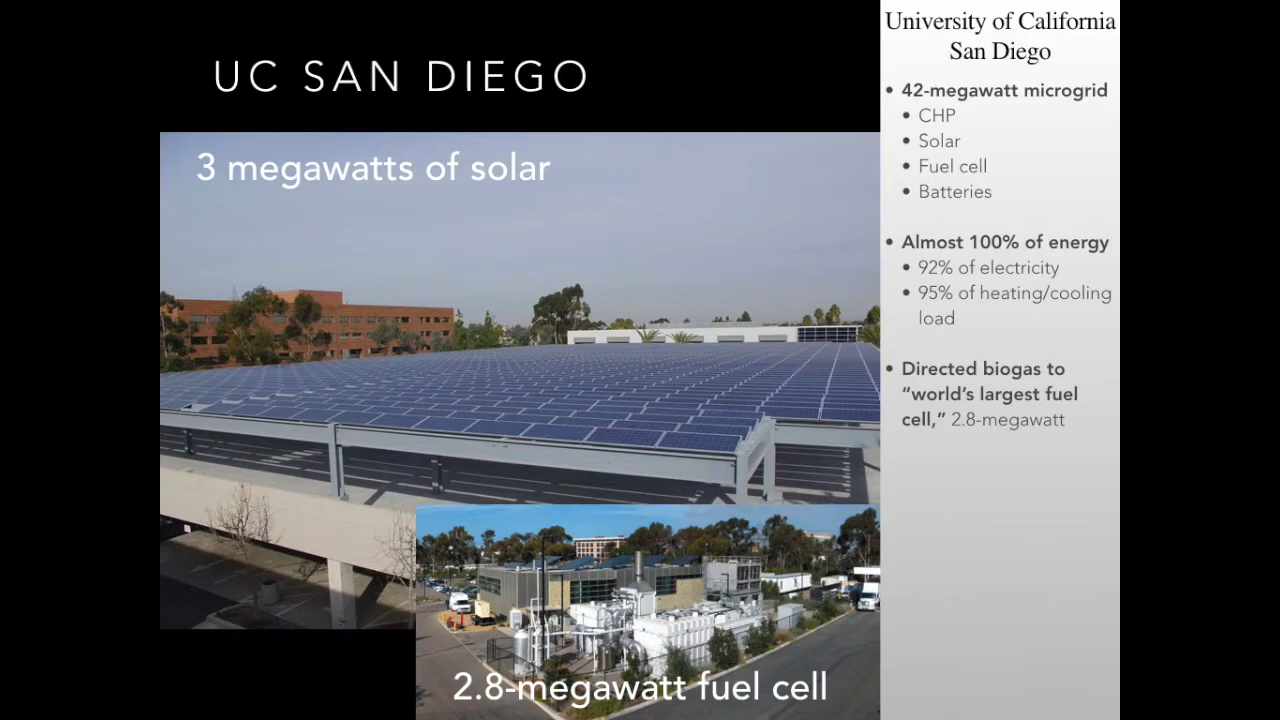 UC SAN DIEGO
3 megawatts of solar
2.8-megawatt fuel cell
University of California
San Diego
• 42-megawatt microgrid
• CHP
• Solar
• Fuel cell
• Batteries
• Almost 100% of energy
• 92% of electricity
• 95% of heating/cooling
load
• Directed biogas to
“world’s largest fuel
cell,” 2.8-megawatt